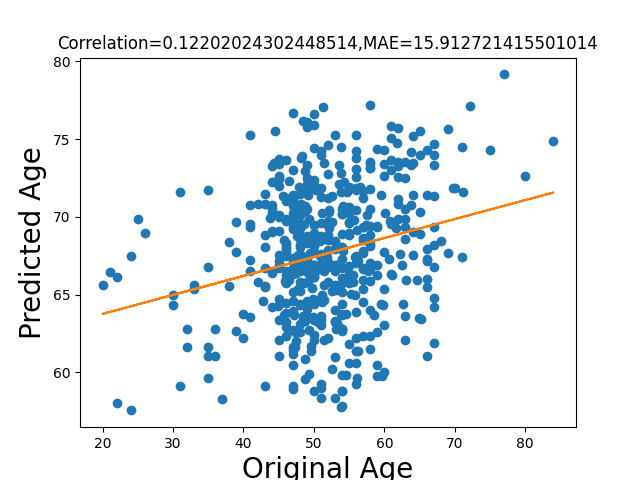 Correlation=0.12202024302448514,MAE=15.912721415501014
80
75
70
65
60
Predicted Age
20 30 40 50 60 70 80
Original Age